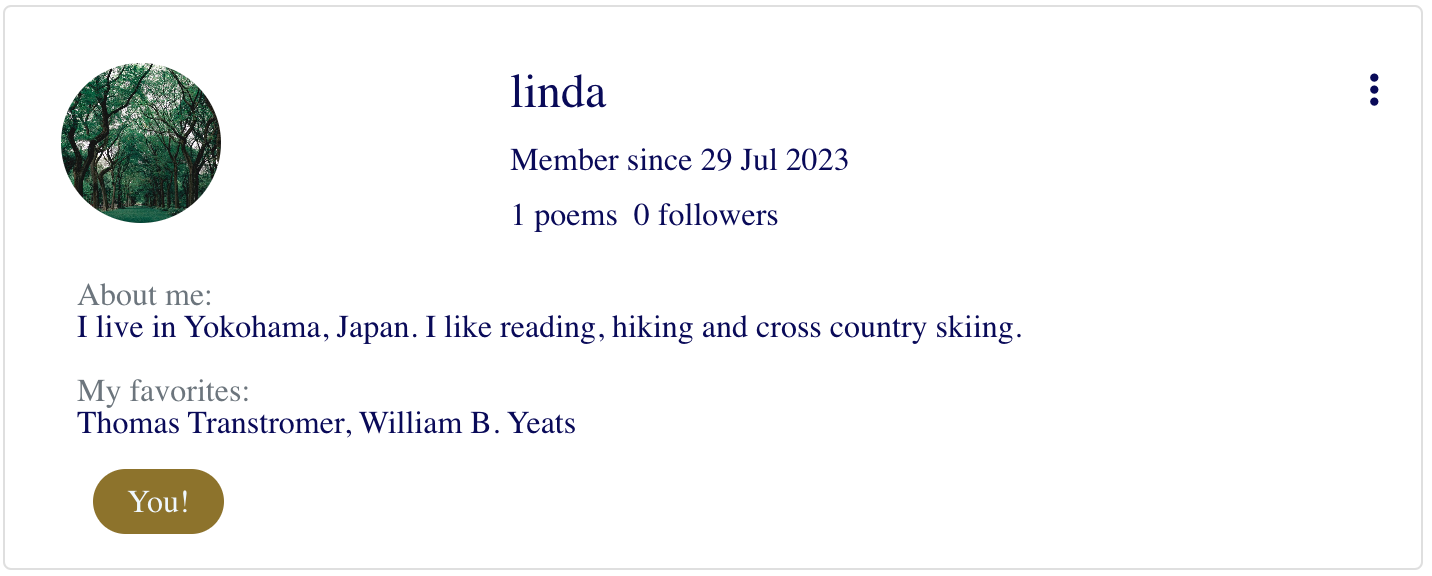 linda
Member since 29 Jul 2023
1 poems  0 followers
About me:
I live in Yokohama, Japan. I like reading, hiking and cross country skiing.
My favorites:
Thomas Transtromer, William B. Yeats
You!